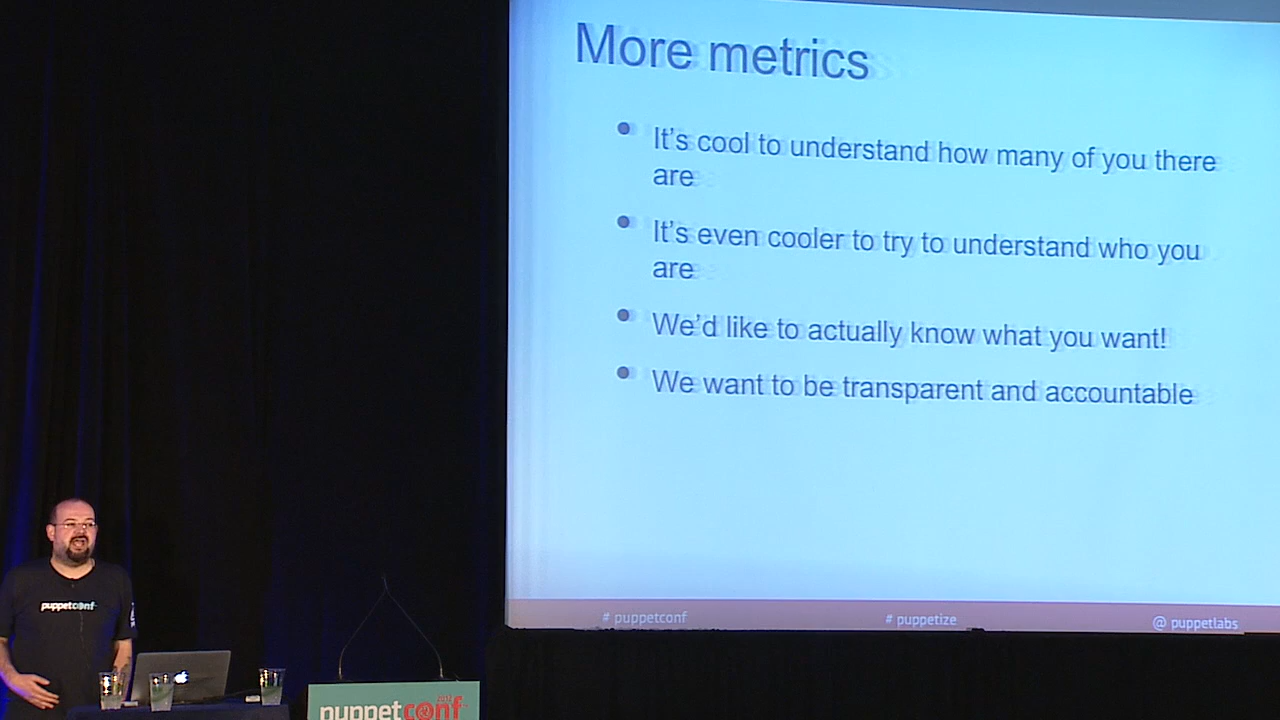 More metrics
• It's cool to understand how many of you there
are
• It's even cooler to try to understand who you
are
• We'd like to actually know what you want!
• We want to be transparent and accountable
# puppetconf
# puppetize
@ puppetlabs
puppetconf
2012
puppetconf